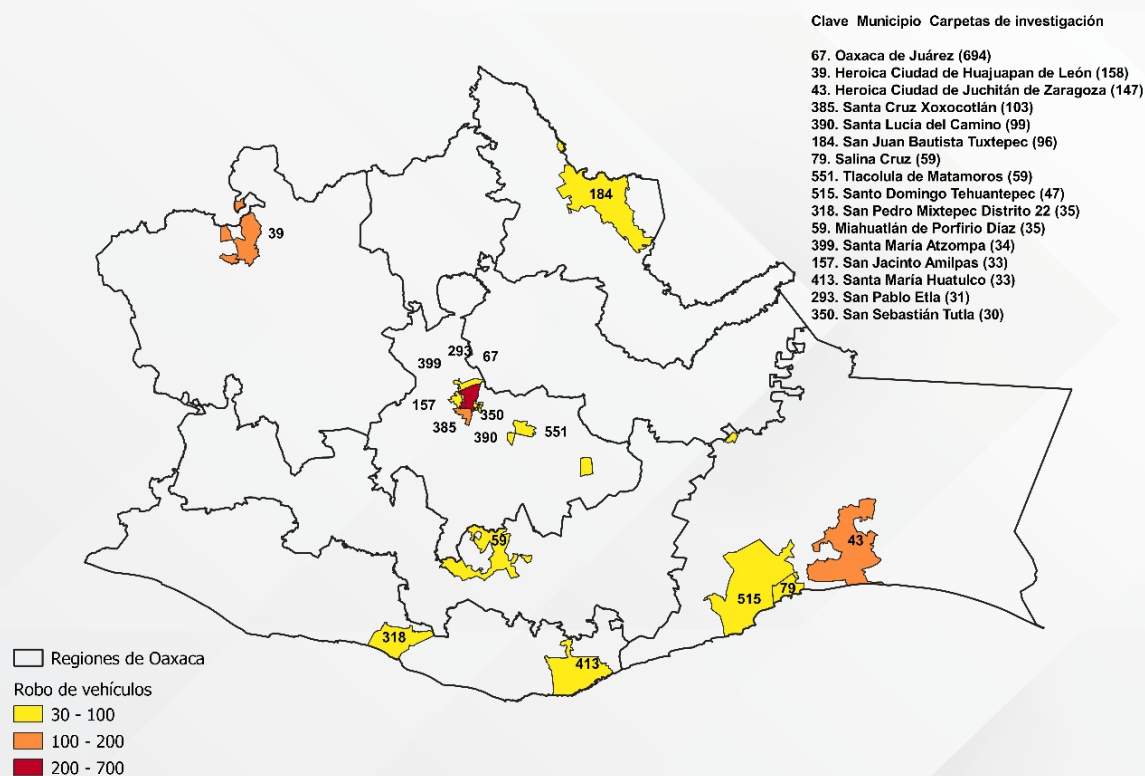 Clave Municipio Carpetas de investigación
67. Oaxaca de Juárez (694)
39. Heroica Ciudad de Huajuapan de León (158)
43. Heroica Ciudad de Juchitán de Zaragoza (147)
385. Santa Cruz Xoxocotlán (103)
390. Santa Lucía del Camino (99)
184. San Juan Bautista Tuxtepec (96)
79. Salina Cruz (59)
551. Tlacolula de Matamoros (59)
515. Santo Domingo Tehuantepec (47)
318. San Pedro Mixtepec Distrito 22 (35)
59. Miahuatlán de Porfirio Díaz (35)
399. Santa María Atzompa (34)
157. San Jacinto Amilpas (33)
413. Santa María Huatulco (33)
293. San Pablo Etla (31)
350. San Sebastián Tutla (30)
184
39
293
67
399
157
350
385
390
551
59
43
79
515
318
413
Regiones de Oaxaca
Robo de vehículos
30 - 100
100 - 200
200 - 700